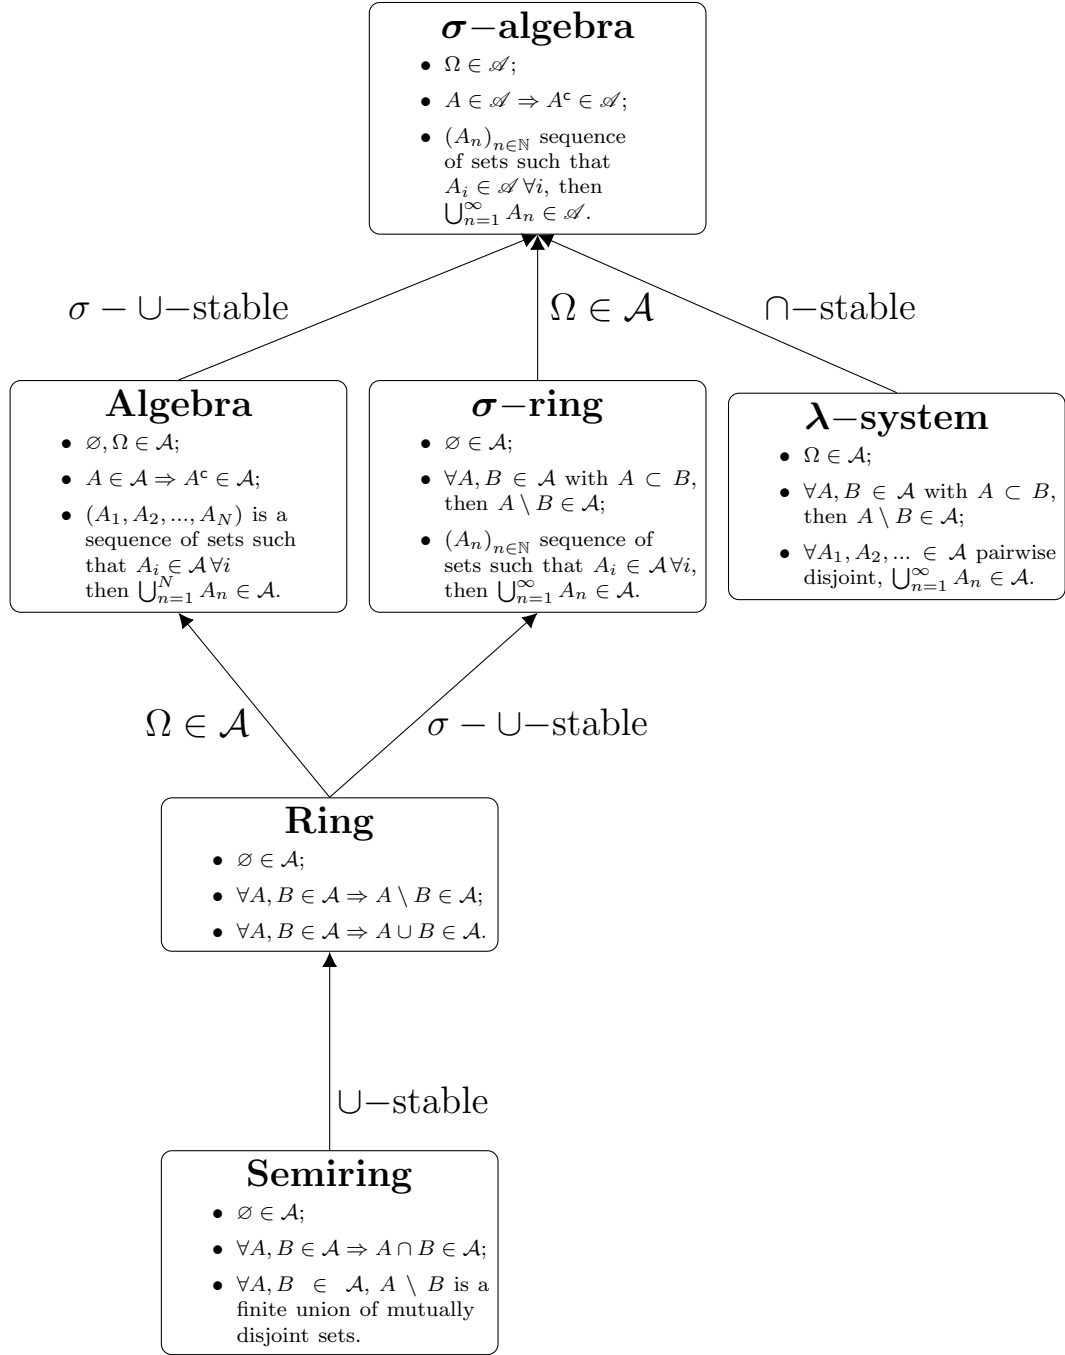 σ−algebra
• Ω ∈ 𝒜;
• A ∈ 𝒜 ⇒ Aᶜ ∈ 𝒜;
• (Aₙ)ₙ∈ℕ sequence
of sets such that
Aᵢ ∈ 𝒜 ∀i, then
⋃ₙ₌₁^∞ Aₙ ∈ 𝒜.
σ − ∪−stable
Ω ∈ 𝒜
∩−stable
Algebra
• ∅, Ω ∈ 𝒜;
• A ∈ 𝒜 ⇒ Aᶜ ∈ 𝒜;
• (A₁, A₂, ..., A_N) is a
sequence of sets such
that Aᵢ ∈ 𝒜∀i
then ⋃ₙ₌₁^N Aₙ ∈ 𝒜.
σ−ring
• ∅ ∈ 𝒜;
• ∀A, B ∈ 𝒜 with A ⊂ B,
then A \ B ∈ 𝒜;
• (Aₙ)ₙ∈ℕ sequence of
sets such that Aᵢ ∈ 𝒜∀i,
then ⋃ₙ₌₁^∞ Aₙ ∈ 𝒜.
λ−system
• Ω ∈ 𝒜;
• ∀A, B ∈ 𝒜 with A ⊂ B,
then A \ B ∈ 𝒜;
• ∀A₁, A₂, ... ∈ 𝒜 pairwise
disjoint, ⋃ₙ₌₁^∞ Aₙ ∈ 𝒜.
Ω ∈ 𝒜
σ − ∪−stable
Ring
• ∅ ∈ 𝒜;
• ∀A, B ∈ 𝒜 ⇒ A \ B ∈ 𝒜;
• ∀A, B ∈ 𝒜 ⇒ A ∪ B ∈ 𝒜.
∪−stable
Semiring
• ∅ ∈ 𝒜;
• ∀A, B ∈ 𝒜 ⇒ A ∩ B ∈ 𝒜;
• ∀A, B ∈ 𝒜, A \ B is a
finite union of mutually
disjoint sets.